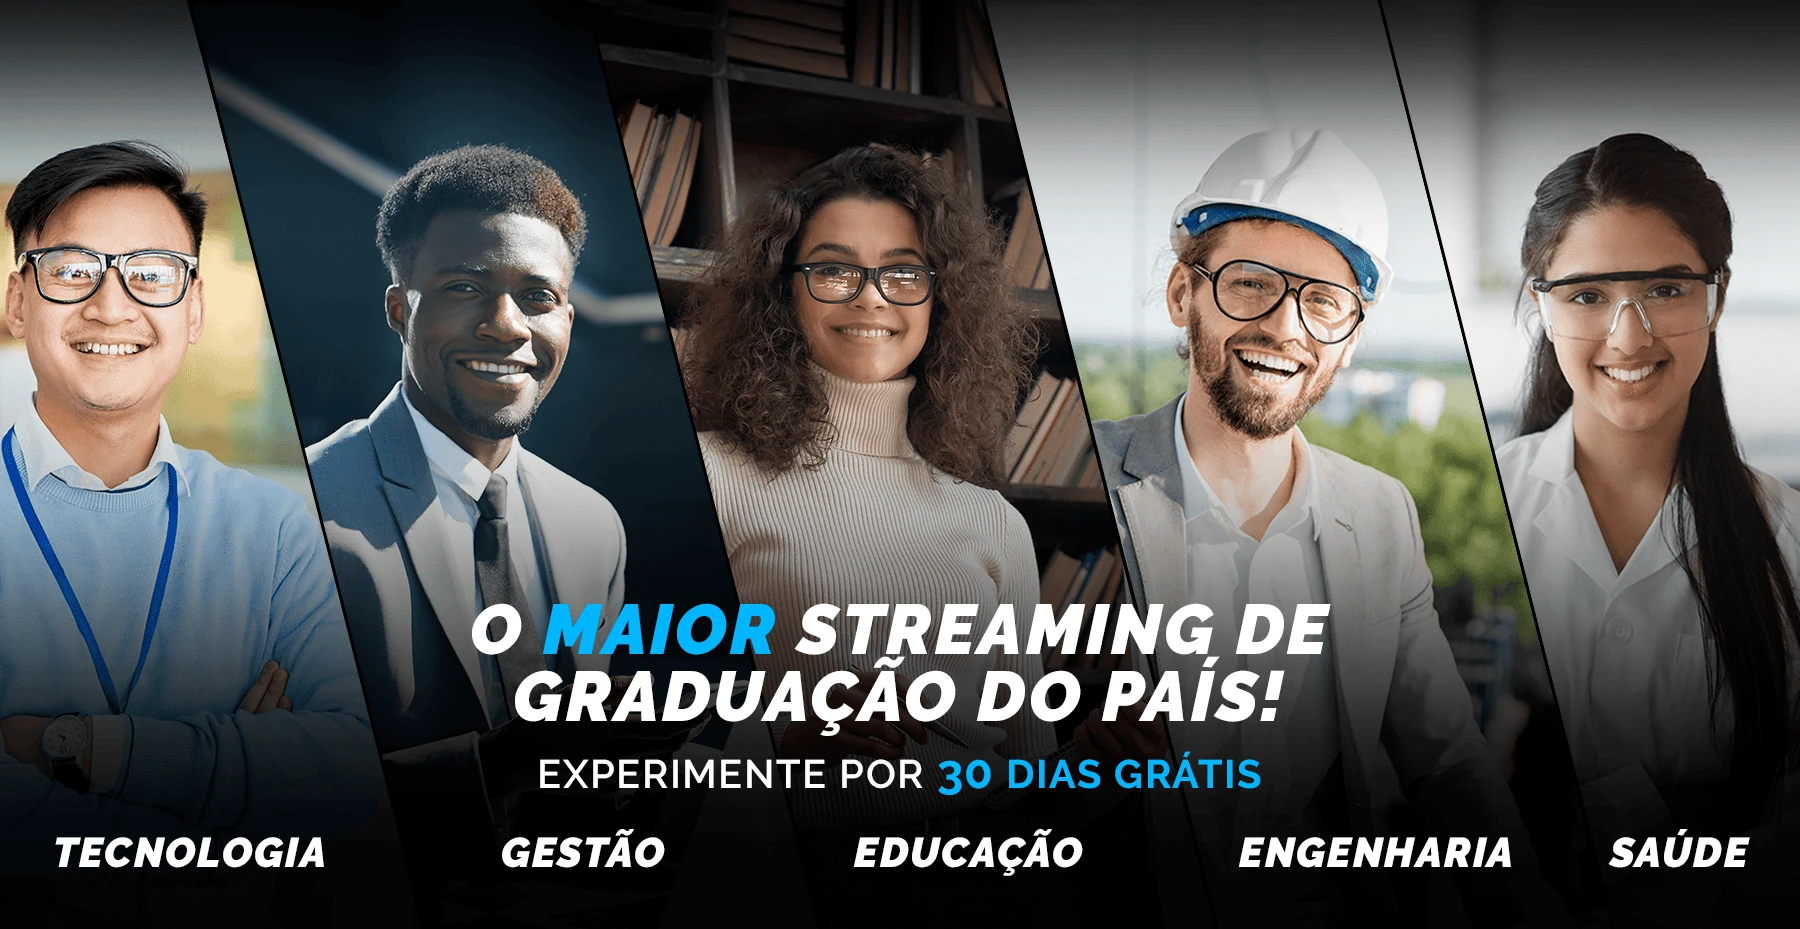 O MAIOR STREAMING DE
GRADUAÇÃO DO PAÍS!
EXPERIMENTE POR 30 DIAS GRÁTIS
TECNOLOGIA GESTÃO EDUCAÇÃO ENGENHARIA SAÚDE